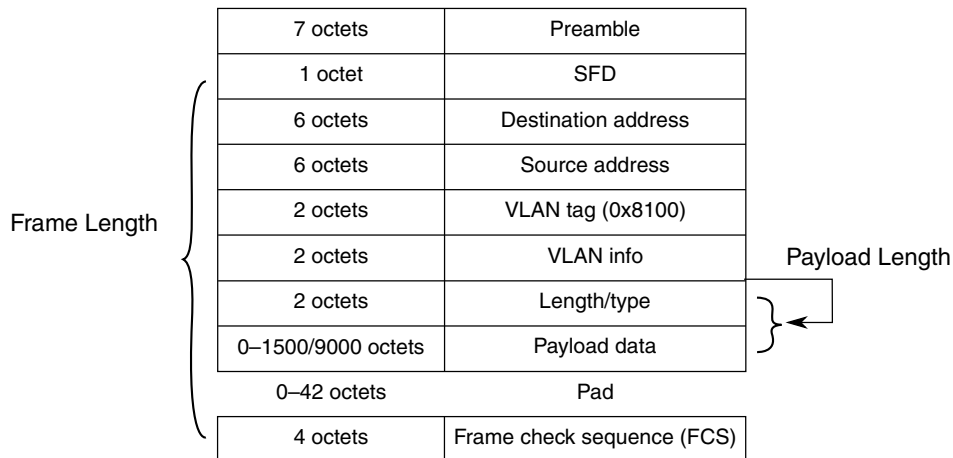 7 octets Preamble
1 octet SFD
6 octets Destination address
6 octets Source address
2 octets VLAN tag (0x8100)
Frame Length
2 octets VLAN info
Payload Length
2 octets Length/type
0–1500/9000 octets Payload data
0–42 octets Pad
4 octets Frame check sequence (FCS)